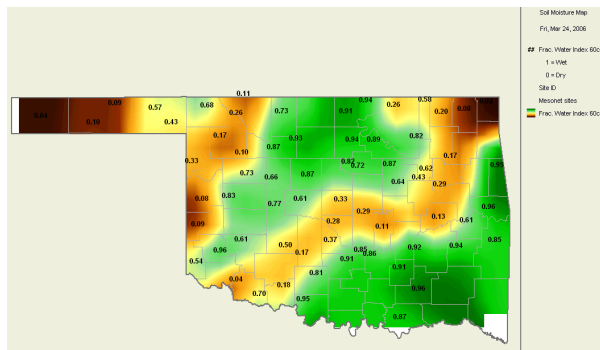 Soil Moisture Map
Fri, Mar 24, 2006
## Frac. Water Index 60c
1 = Wet
0 = Dry
Site ID
Mesonet sites
Frac. Water Index 60c
0.11
0.09 0.57 0.68 0.26 0.73 0.91 0.94 0.26 0.58 0.20 0.08
0.04 0.10 0.43
0.17 0.93 0.94 0.89 0.82
0.10 0.87 0.17
0.33 0.82 0.72 0.87 0.62 0.95
0.73 0.66 0.87 0.64 0.43 0.29
0.08 0.83 0.77 0.61 0.33
0.29 0.13 0.96
0.09 0.28 0.11 0.61
0.61 0.50 0.37 0.85
0.96 0.17 0.85 0.86 0.92 0.94
0.54 0.91 0.91
0.04 0.81
0.70 0.18 0.95 0.96
0.87